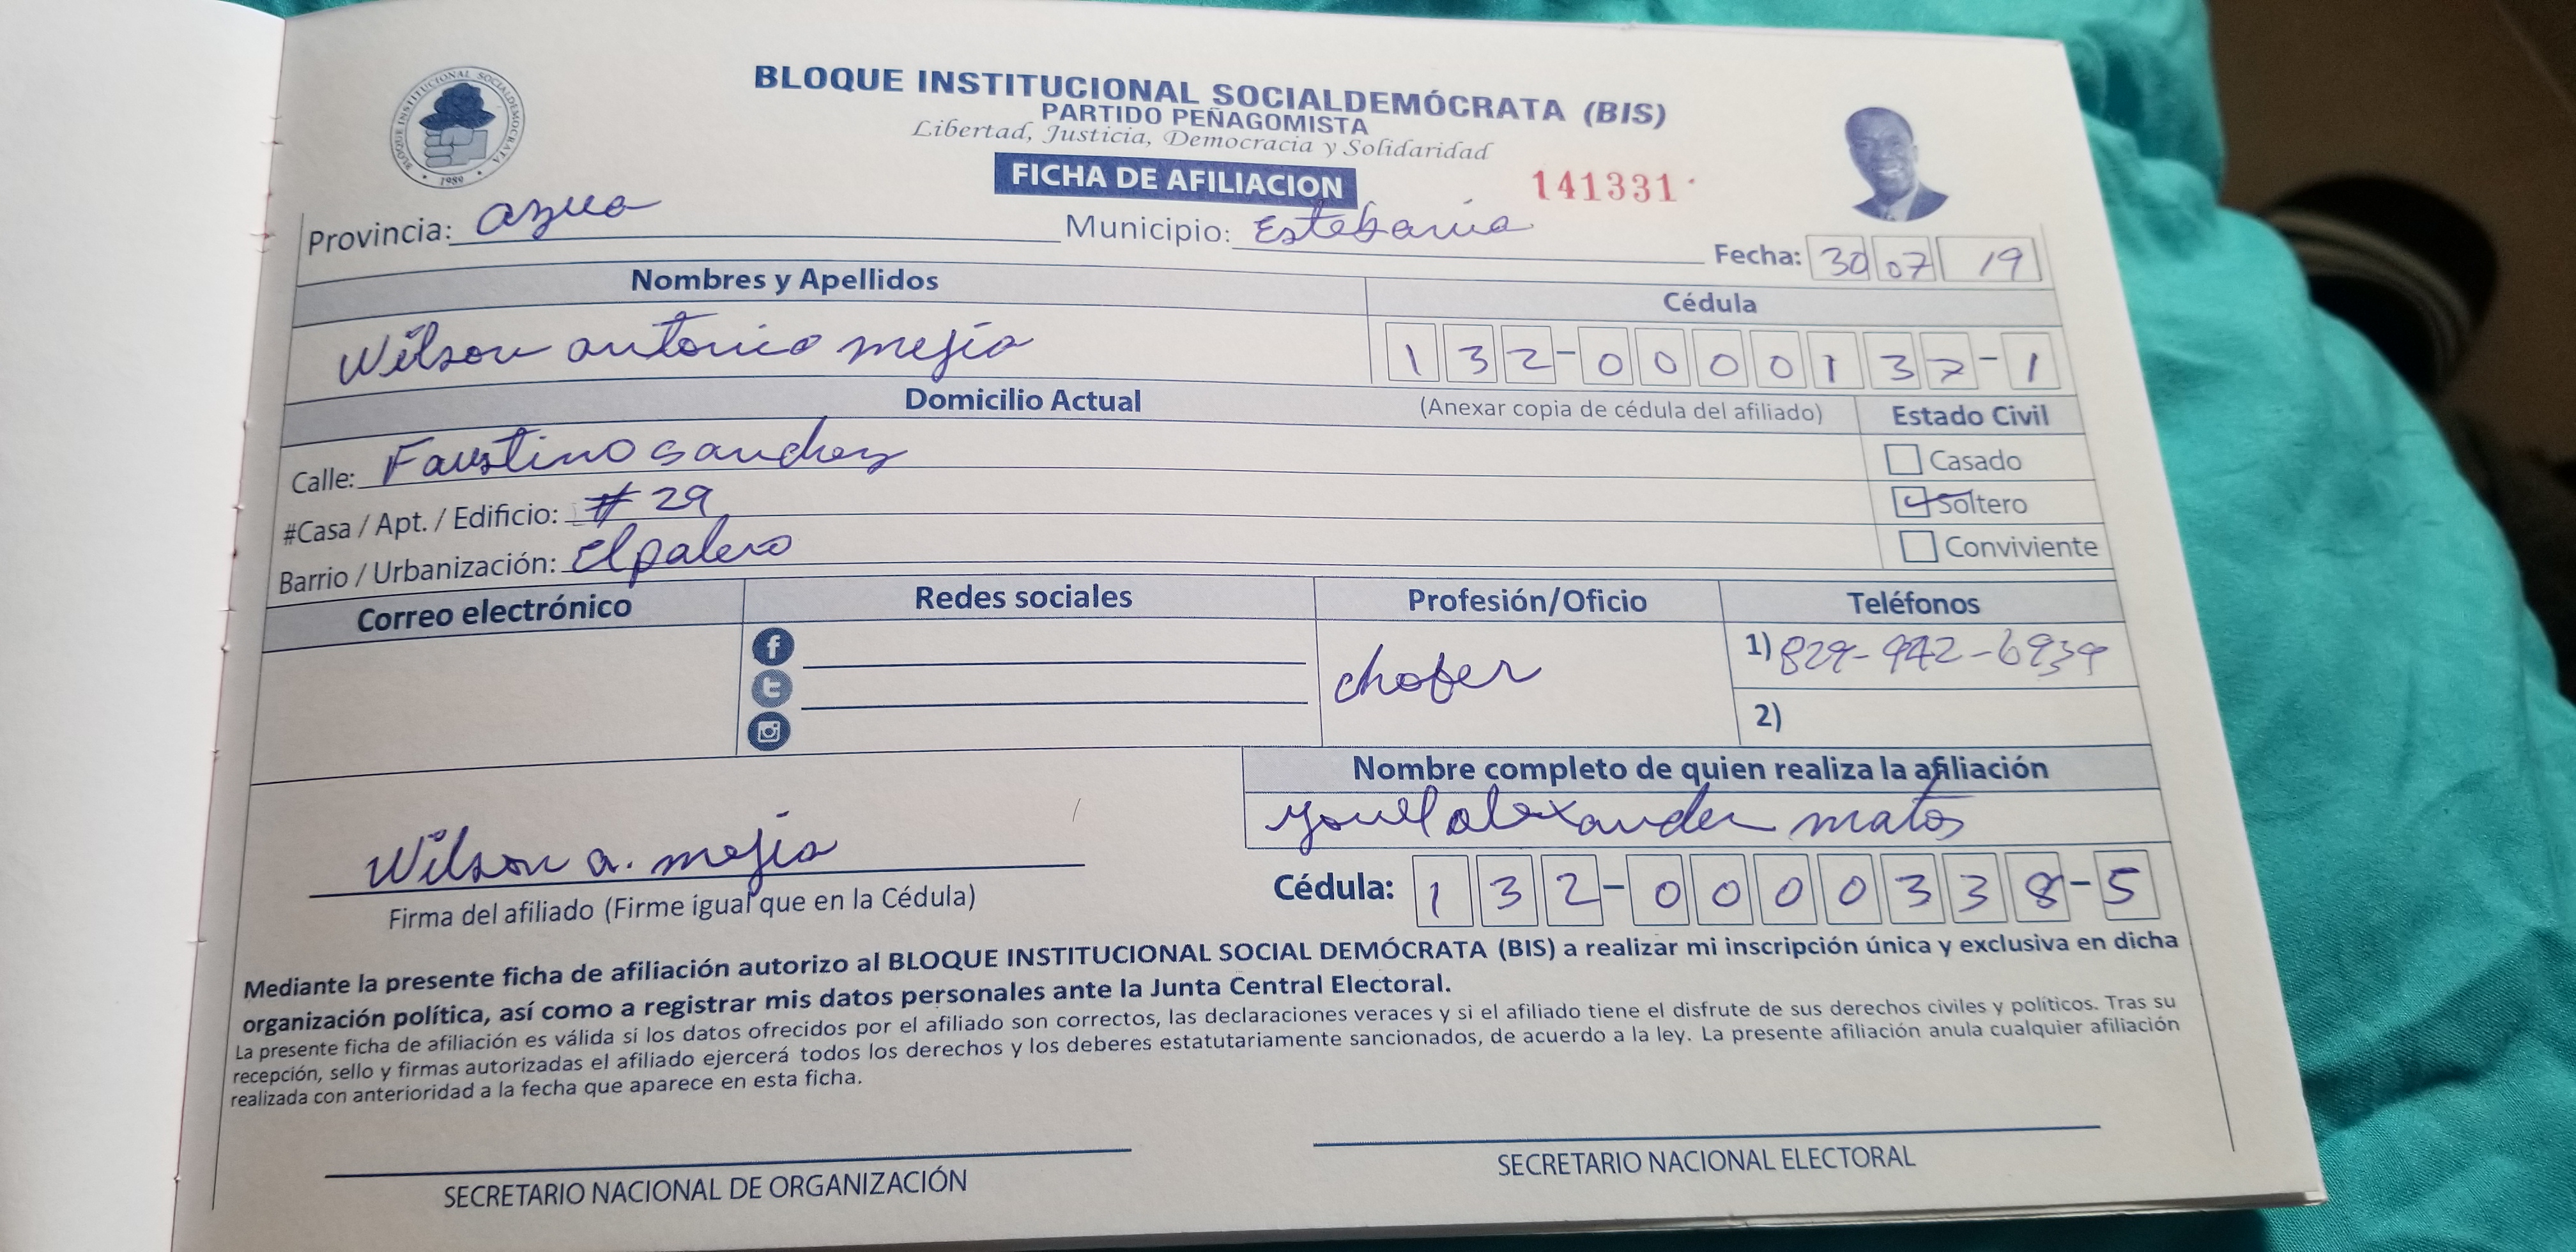 BLOQUE INSTITUCIONAL SOCIALDEMOCRATA
1989
BLOQUE INSTITUCIONAL SOCIALDEMÓCRATA (BIS)
PARTIDO PEÑAGOMISTA
Libertad, Justicia, Democracia y Solidaridad
FICHA DE AFILIACION
141331
Provincia: azua
Municipio: Estebania
Fecha: 30 07 19
Nombres y Apellidos
Cédula
Wilson antonio mejia
132-0000137-1
Domicilio Actual
(Anexar copia de cédula del afiliado)
Estado Civil
Calle: Faustino sanchez
Casado
#Casa / Apt. / Edificio: # 29
Soltero
Barrio / Urbanización: El palero
Conviviente
Correo electrónico
Redes sociales
Profesión/Oficio
Teléfonos
chofer
1) 829-942-6939
2)
Nombre completo de quien realiza la afiliación
alexander matos
Wilson a. mejia
Firma del afiliado (Firme igual que en la Cédula)
Cédula: 132-0000338-5
Mediante la presente ficha de afiliación autorizo al BLOQUE INSTITUCIONAL SOCIAL DEMÓCRATA (BIS) a realizar mi inscripción única y exclusiva en dicha
organización política, así como a registrar mis datos personales ante la Junta Central Electoral.
La presente ficha de afiliación es válida si los datos ofrecidos por el afiliado son correctos, las declaraciones veraces y si el afiliado tiene el disfrute de sus derechos civiles y políticos. Tras su
recepción, sello y firmas autorizadas el afiliado ejercerá todos los derechos y los deberes estatutariamente sancionados, de acuerdo a la ley. La presente afiliación anula cualquier afiliación
realizada con anterioridad a la fecha que aparece en esta ficha.
SECRETARIO NACIONAL DE ORGANIZACIÓN
SECRETARIO NACIONAL ELECTORAL